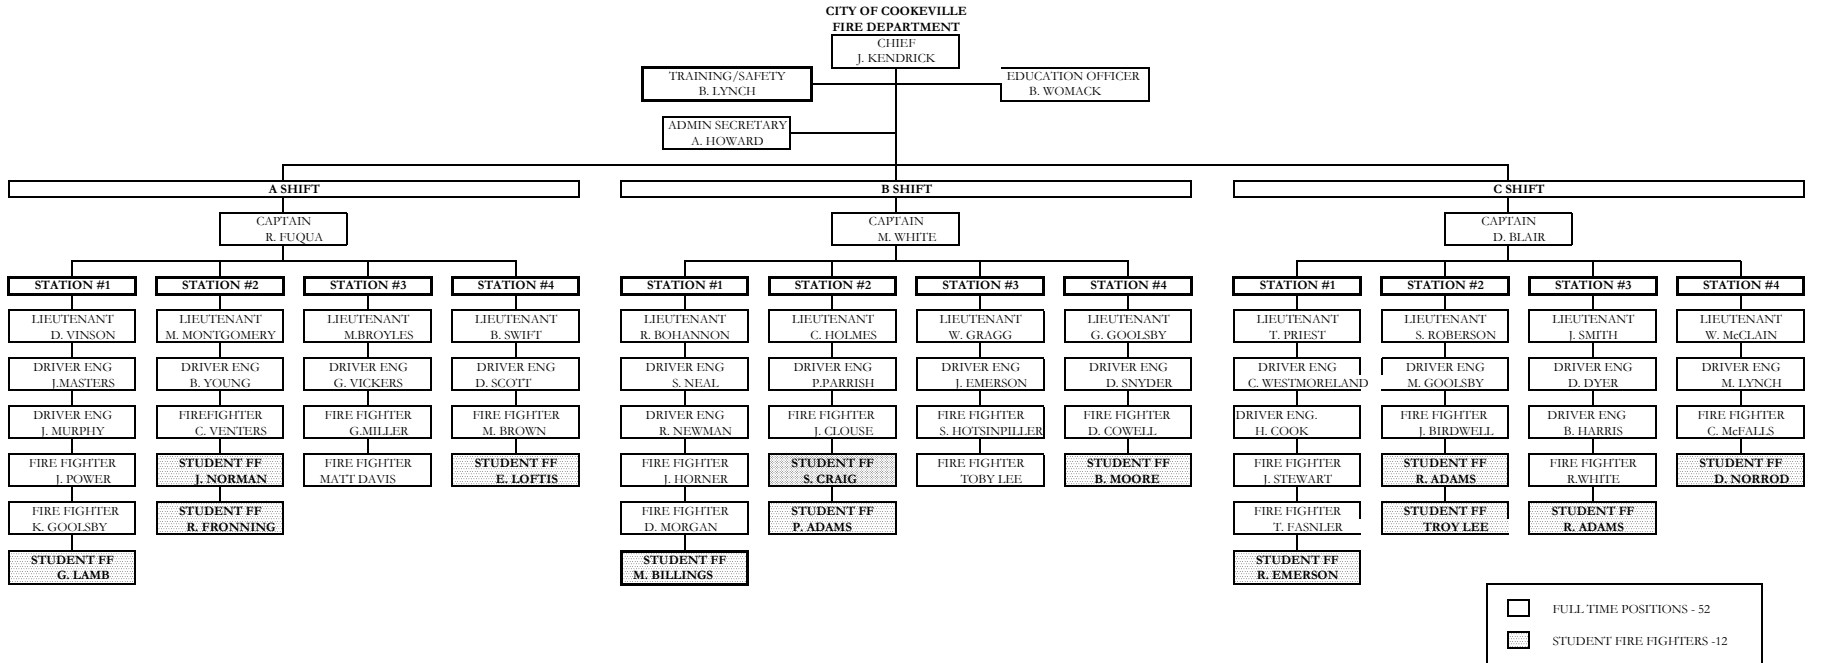 CITY OF COOKEVILLE
FIRE DEPARTMENT
CHIEF
J. KENDRICK
TRAINING/SAFETY
B. LYNCH
EDUCATION OFFICER
B. WOMACK
ADMIN SECRETARY
A. HOWARD
A SHIFT
CAPTAIN
R. FUQUA
STATION #1
LIEUTENANT
D. VINSON
DRIVER ENG
J.MASTERS
DRIVER ENG
J. MURPHY
FIRE FIGHTER
J. POWER
FIRE FIGHTER
K. GOOLSBY
STUDENT FF
G. LAMB
STATION #2
LIEUTENANT
M. MONTGOMERY
DRIVER ENG
B. YOUNG
FIREFIGHTER
C. VENTERS
STUDENT FF
J. NORMAN
STUDENT FF
R. FRONNING
STATION #3
LIEUTENANT
M.BROYLES
DRIVER ENG
G. VICKERS
FIRE FIGHTER
G.MILLER
FIRE FIGHTER
MATT DAVIS
STATION #4
LIEUTENANT
B. SWIFT
DRIVER ENG
D. SCOTT
FIRE FIGHTER
M. BROWN
STUDENT FF
E. LOFTIS
B SHIFT
CAPTAIN
M. WHITE
STATION #1
LIEUTENANT
R. BOHANNON
DRIVER ENG
S. NEAL
DRIVER ENG
R. NEWMAN
FIRE FIGHTER
J. HORNER
FIRE FIGHTER
D. MORGAN
STUDENT FF
M. BILLINGS
STATION #2
LIEUTENANT
C. HOLMES
DRIVER ENG
P.PARRISH
FIRE FIGHTER
J. CLOUSE
STUDENT FF
S. CRAIG
STUDENT FF
P. ADAMS
STATION #3
LIEUTENANT
W. GRAGG
DRIVER ENG
J. EMERSON
FIRE FIGHTER
S. HOTSINPILLER
FIRE FIGHTER
TOBY LEE
STATION #4
LIEUTENANT
G. GOOLSBY
DRIVER ENG
D. SNYDER
FIRE FIGHTER
D. COWELL
STUDENT FF
B. MOORE
C SHIFT
CAPTAIN
D. BLAIR
STATION #1
LIEUTENANT
T. PRIEST
DRIVER ENG
C. WESTMORELAND
DRIVER ENG.
H. COOK
FIRE FIGHTER
J. STEWART
FIRE FIGHTER
T. FASNLER
STUDENT FF
R. EMERSON
STATION #2
LIEUTENANT
S. ROBERSON
DRIVER ENG
M. GOOLSBY
FIRE FIGHTER
J. BIRDWELL
STUDENT FF
R. ADAMS
STUDENT FF
TROY LEE
STATION #3
LIEUTENANT
J. SMITH
DRIVER ENG
D. DYER
DRIVER ENG
B. HARRIS
FIRE FIGHTER
R.WHITE
STUDENT FF
R. ADAMS
STATION #4
LIEUTENANT
W. McCLAIN
DRIVER ENG
M. LYNCH
FIRE FIGHTER
C. McFALLS
STUDENT FF
D. NORROD
FULL TIME POSITIONS - 52
STUDENT FIRE FIGHTERS -12